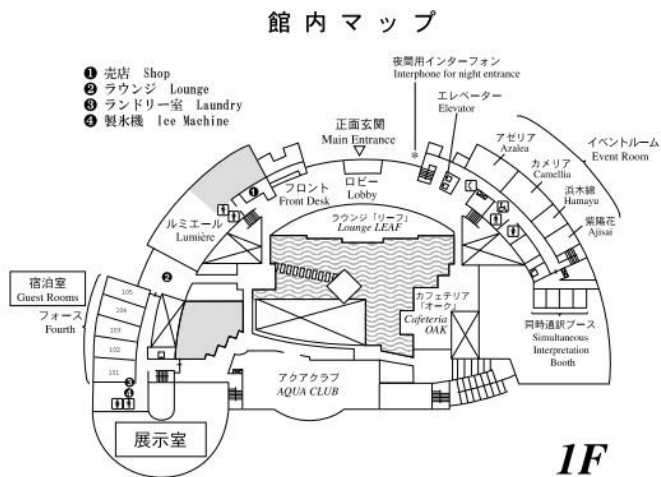 館内マップ
❶ 売店 Shop
❷ ラウンジ Lounge
❸ ランドリー室 Laundry
❹ 製氷機 Ice Machine
夜間用インターフォン
Interphone for night entrance
エレベーター
Elevator
正面玄関
Main Entrance
*
アゼリア
Azalea
イベントルーム
Event Room
カメリア
Camellia
浜木綿
Hamayu
紫陽花
Ajisai
❶
フロント
Front Desk
ロビー
Lobby
ルミエール
Lumière
ラウンジ「リーフ」
Lounge LEAF
❷
宿泊室
Guest Rooms
フォース
Fourth
105
104
103
102
101
カフェテリア
「オーク」
Cafeteria
OAK
同時通訳ブース
Simultaneous
Interpretation
Booth
アクアクラブ
AQUA CLUB
❸
❹
展示室
1F